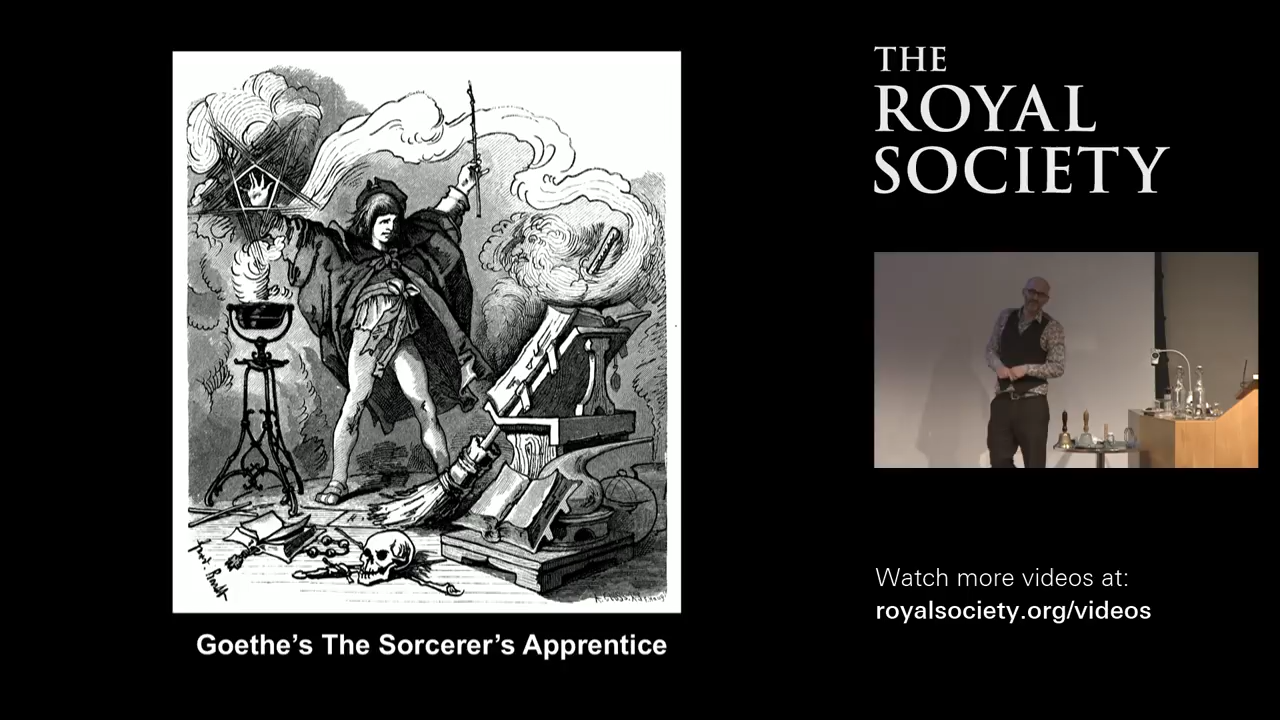 Goethe’s The Sorcerer’s Apprentice
THE
ROYAL
SOCIETY
Watch more videos at:
royalsociety.org/videos